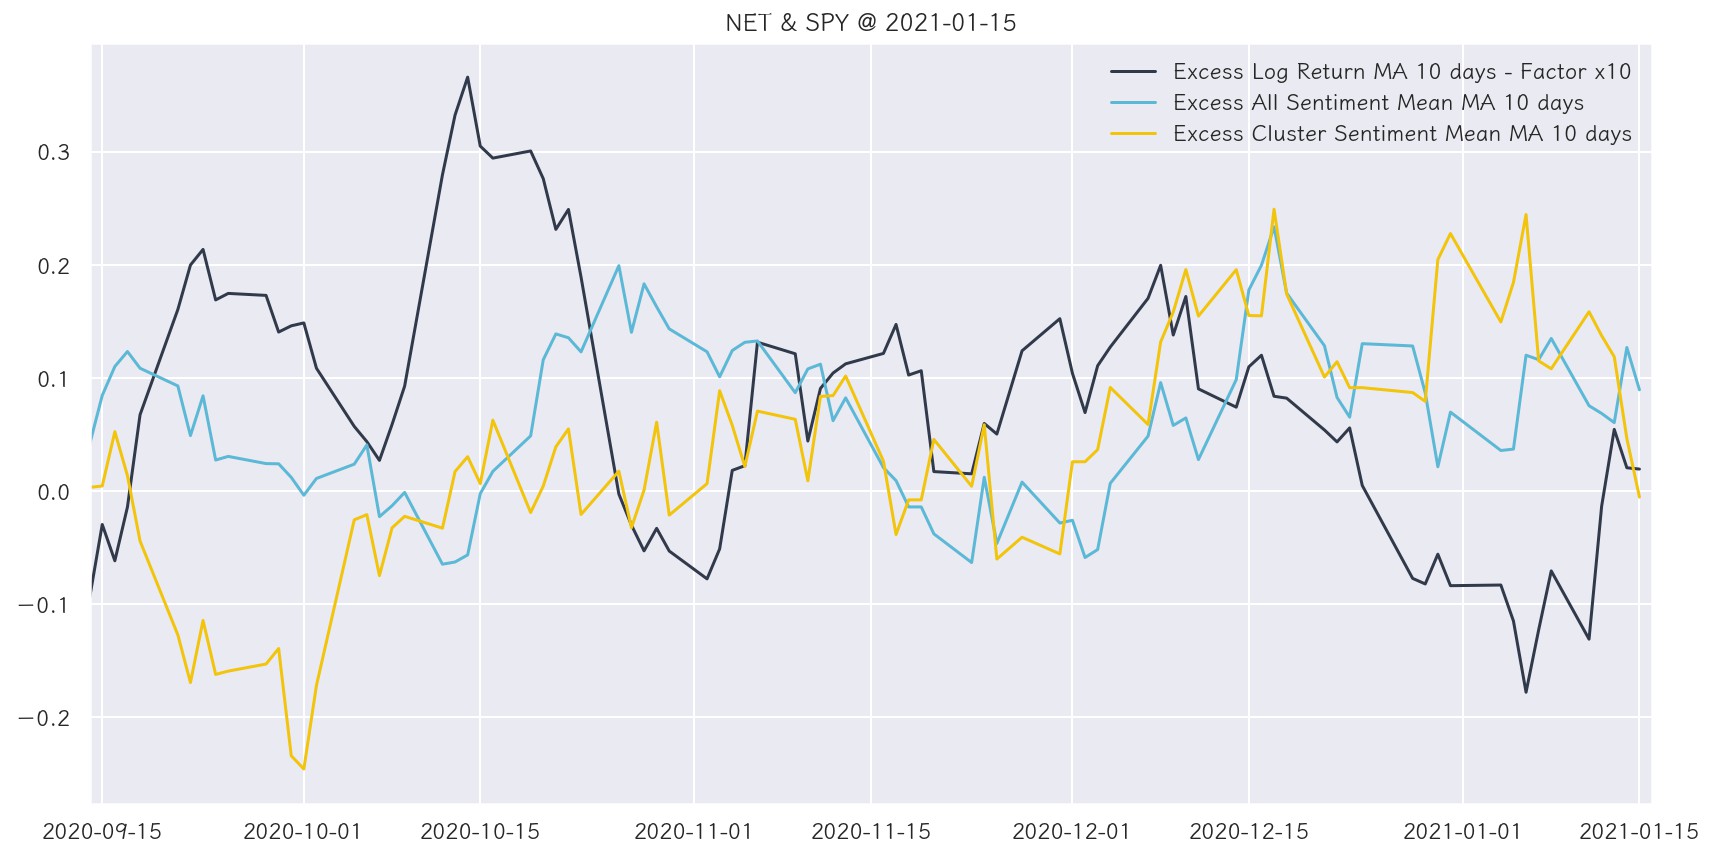 NET & SPY @ 2021-01-15
Excess Log Return MA 10 days - Factor x10
Excess All Sentiment Mean MA 10 days
Excess Cluster Sentiment Mean MA 10 days
0.3
0.2
0.1
0.0
−0.1
−0.2
2020-09-15 2020-10-01 2020-10-15 2020-11-01 2020-11-15 2020-12-01 2020-12-15 2021-01-01 2021-01-15